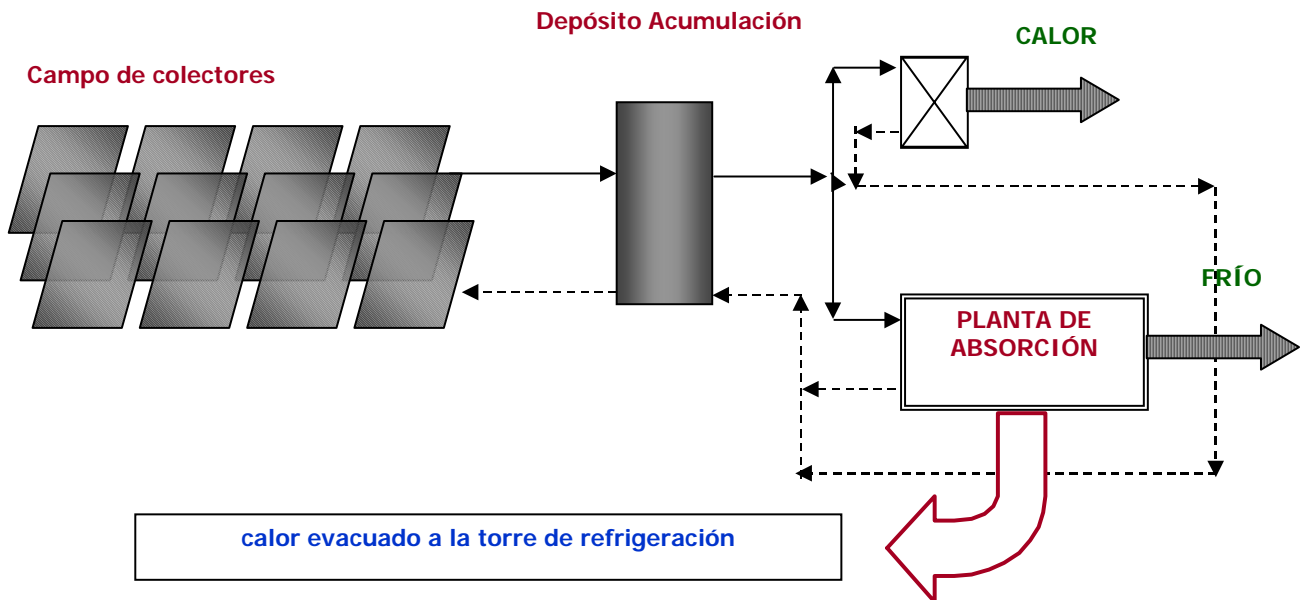 Depósito Acumulación
CALOR
Campo de colectores
FRÍO
PLANTA DE
ABSORCIÓN
calor evacuado a la torre de refrigeración